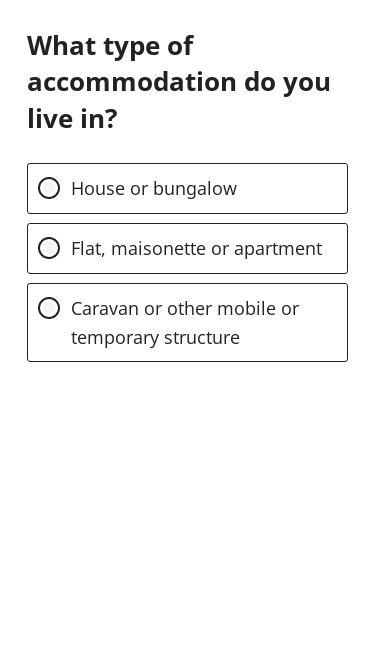 What type of
accommodation do you
live in?
House or bungalow
Flat, maisonette or apartment
Caravan or other mobile or
temporary structure